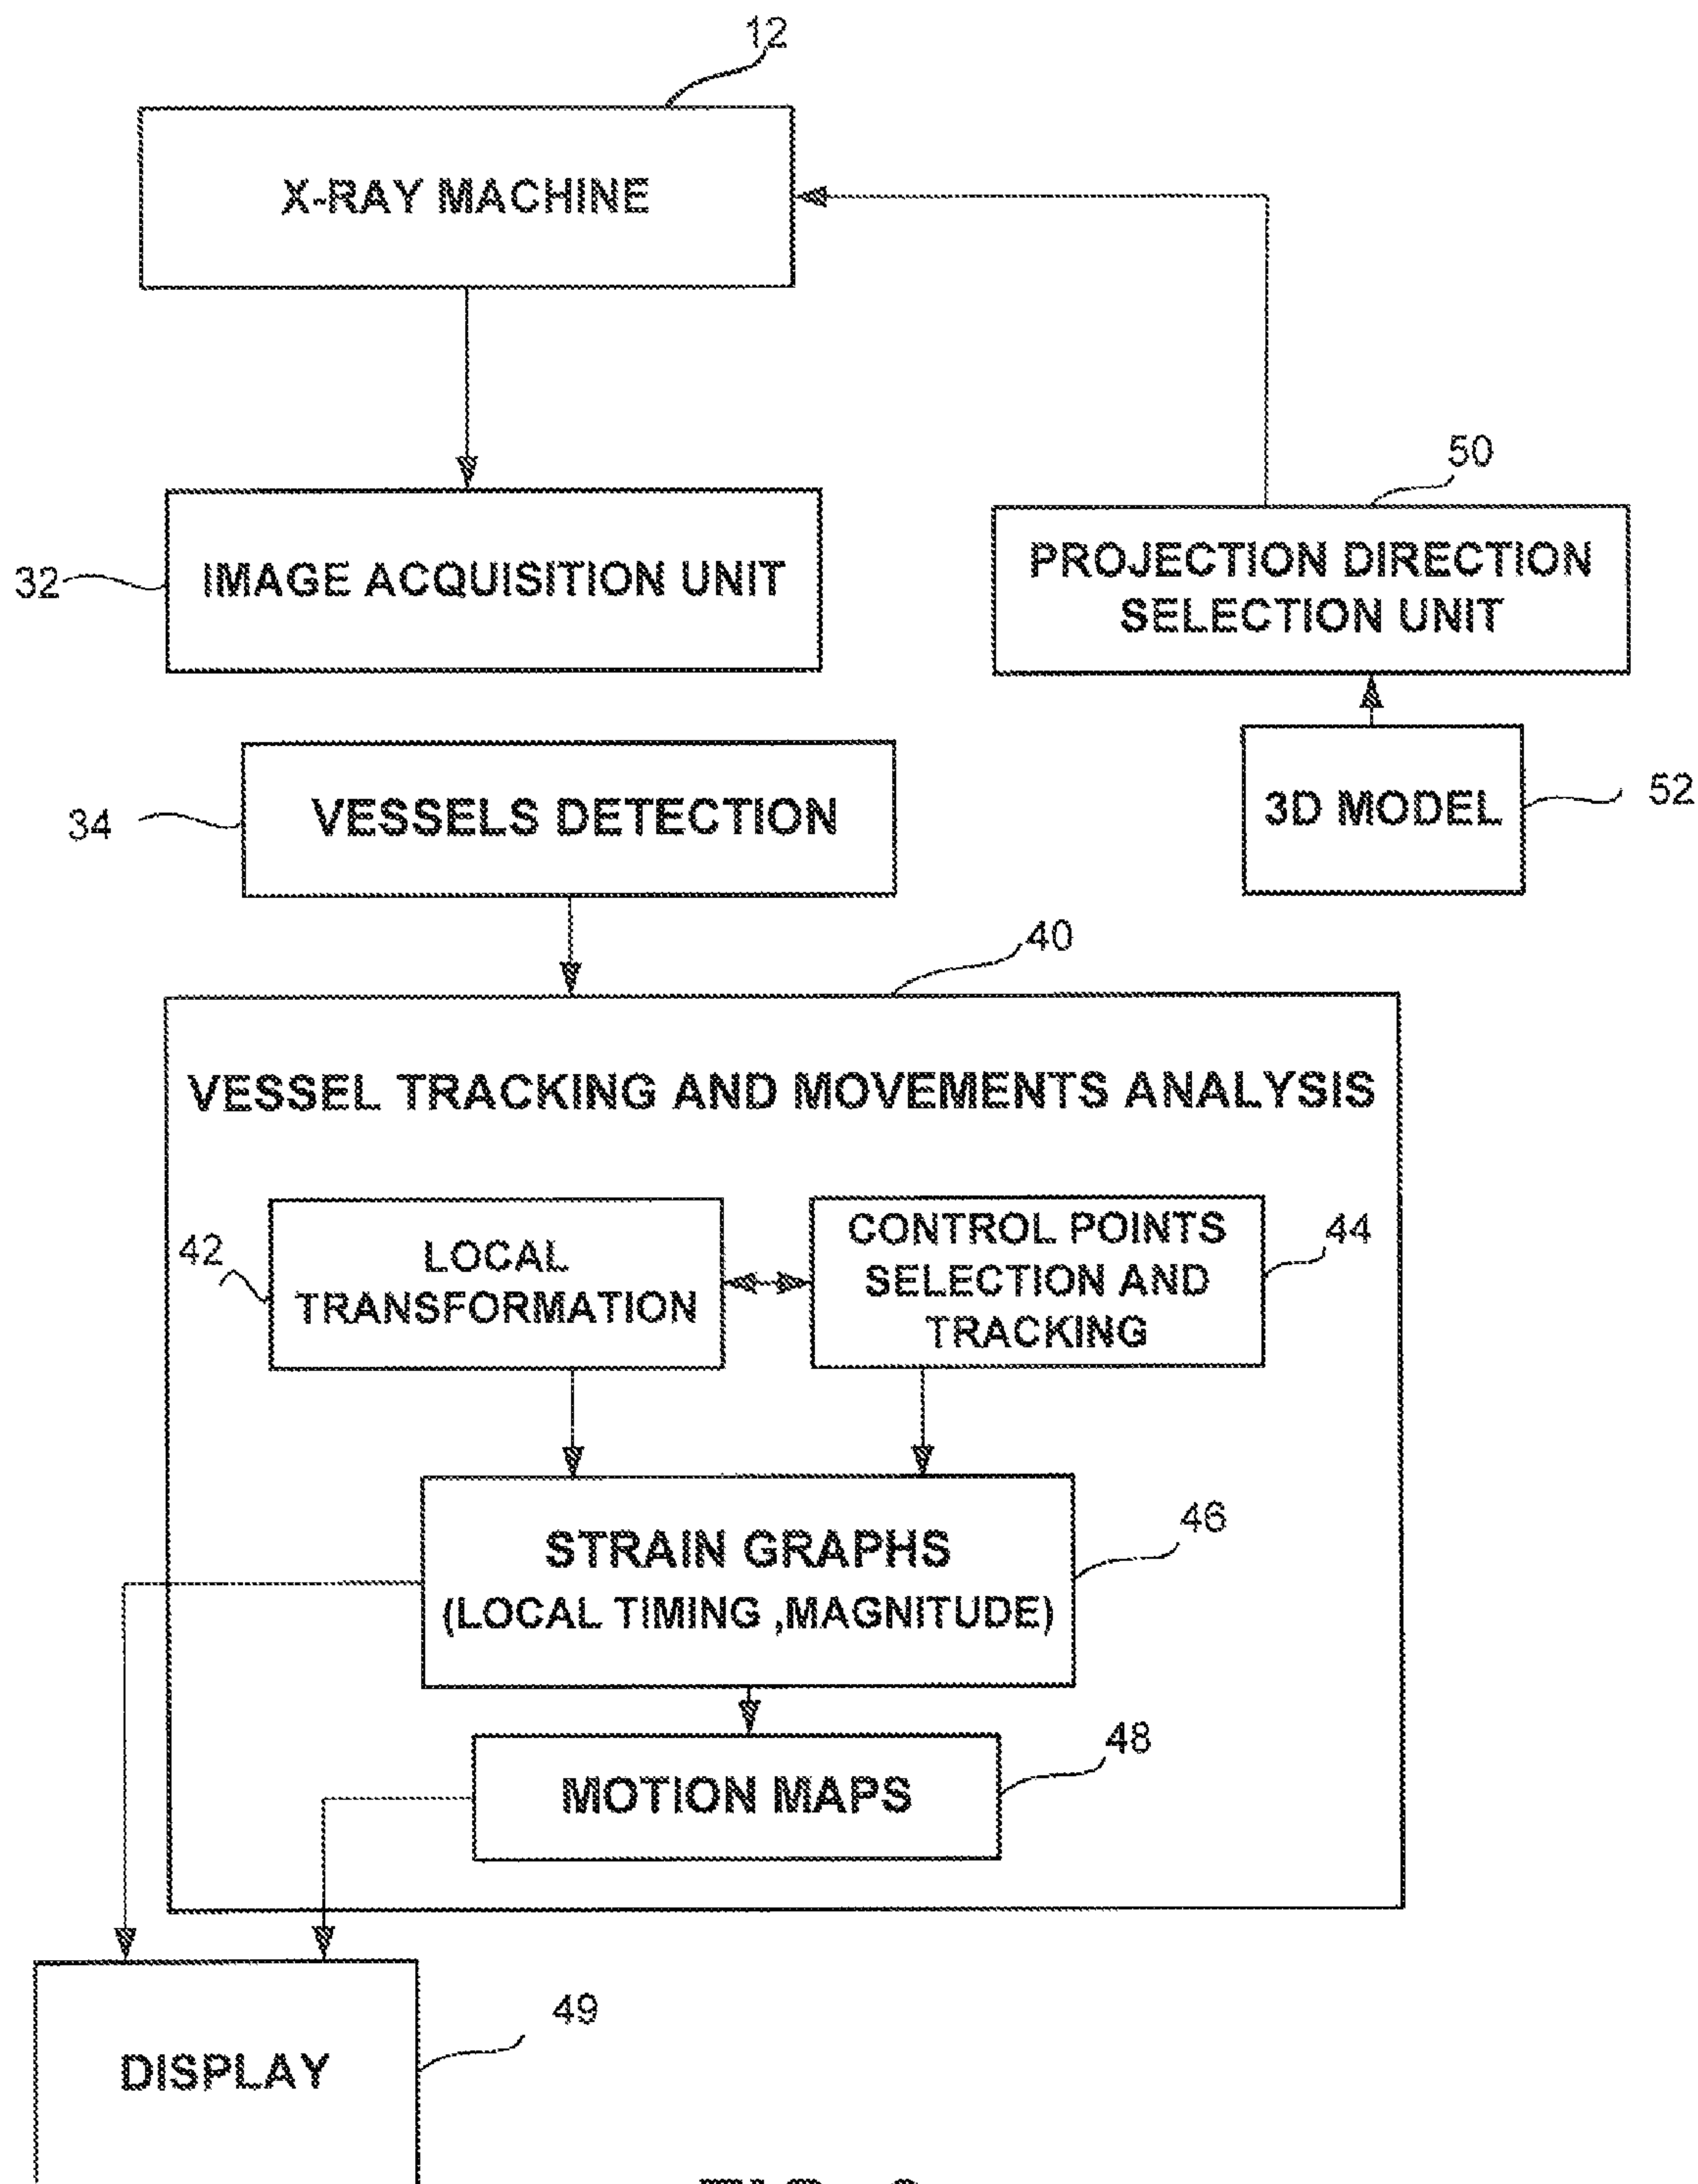 12
X-RAY MACHINE
50
32
IMAGE ACQUISITION UNIT
PROJECTION DIRECTION
SELECTION UNIT
34
VESSELS DETECTION
3D MODEL
52
40
VESSEL TRACKING AND MOVEMENTS ANALYSIS
42
LOCAL
TRANSFORMATION
CONTROL POINTS
SELECTION AND
TRACKING
44
46
STRAIN GRAPHS
(LOCAL TIMING ,MAGNITUDE)
48
MOTION MAPS
49
DISPLAY